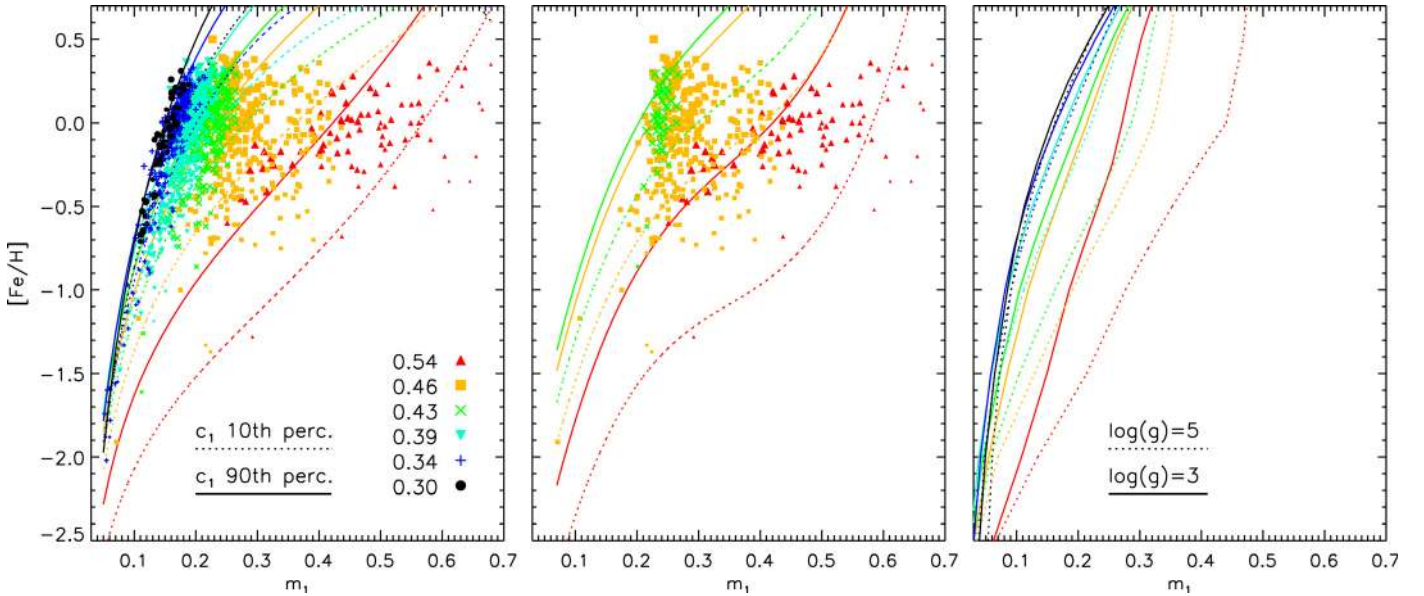 [Fe/H]
0.5
0.0
−0.5
−1.0
−1.5
−2.0
−2.5
0.54
0.46
0.43
0.39
0.34
0.30
c₁ 10th perc.
c₁ 90th perc.
log(g)=5
log(g)=3
0.1 0.2 0.3 0.4 0.5 0.6 0.7
0.1 0.2 0.3 0.4 0.5 0.6 0.7
0.1 0.2 0.3 0.4 0.5 0.6 0.7
m₁
m₁
m₁